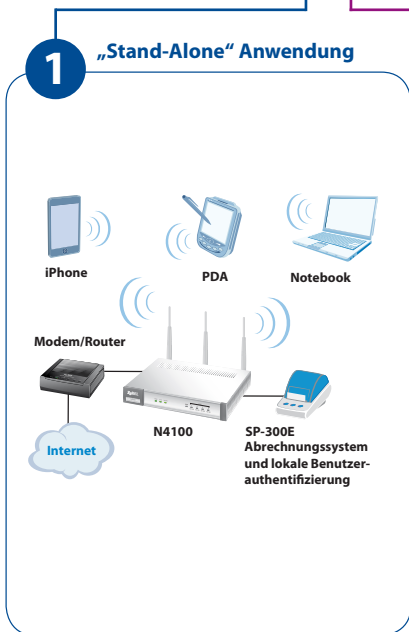 1
„Stand-Alone“ Anwendung
iPhone
PDA
Notebook
Modem/Router
N4100
Internet
SP-300E
Abrechnungssystem
und lokale Benutzer-
authentifizierung